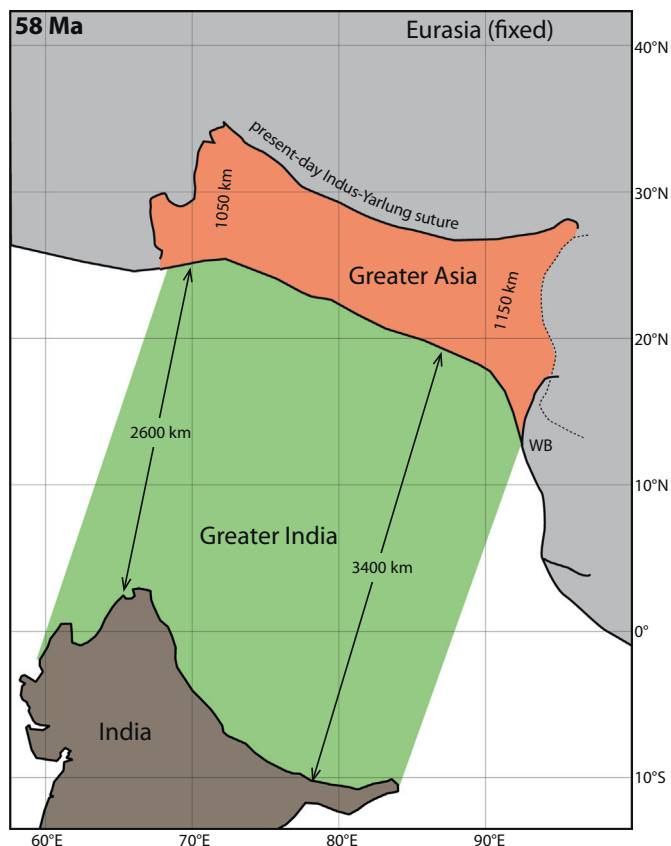 58 Ma
Eurasia (fixed)
40°N
present-day Indus-Yarlung suture
1050 km
30°N
Greater Asia
1150 km
20°N
2600 km
WB
10°N
Greater India
3400 km
0°
India
10°S
60°E
70°E
80°E
90°E